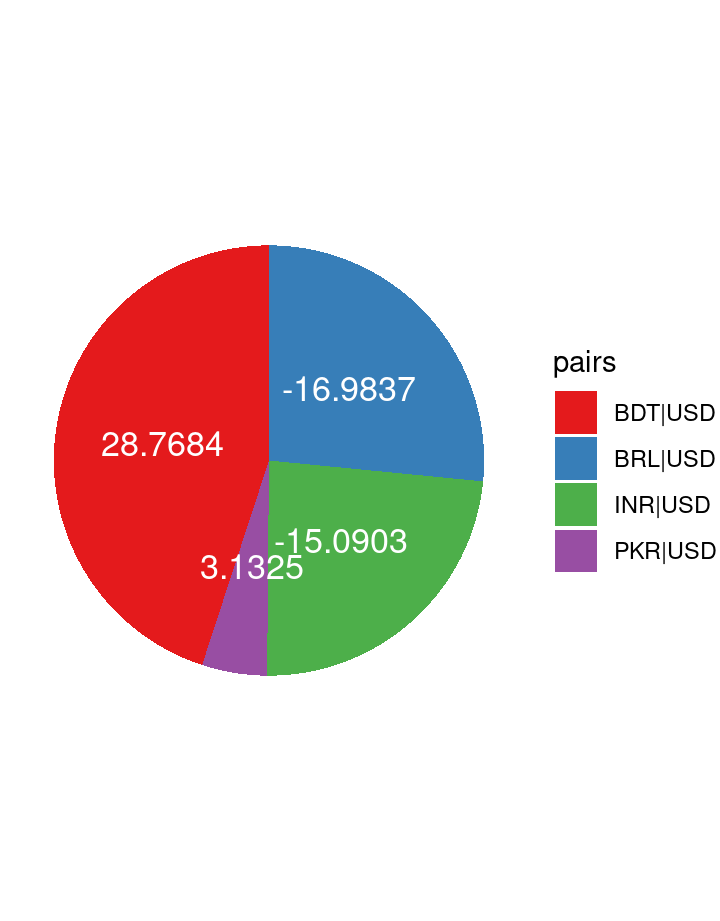 -16.9837
28.7684
-15.0903
3.1325
pairs
BDT|USD
BRL|USD
INR|USD
PKR|USD